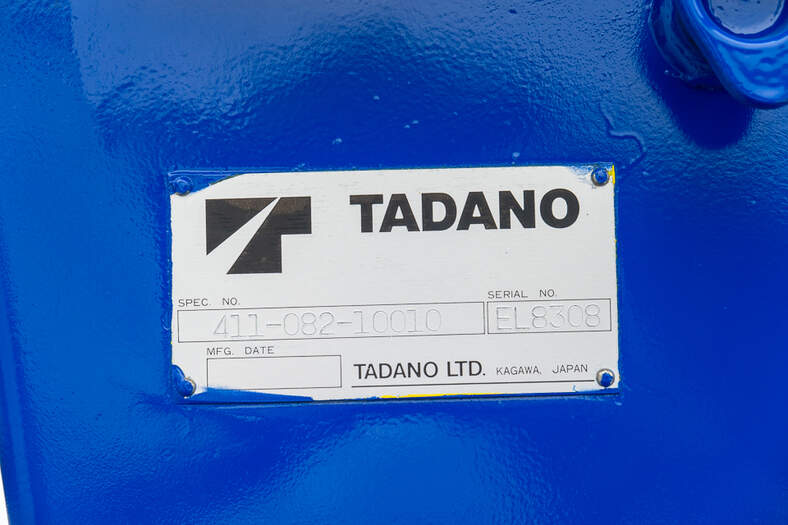 TADANO
SPEC. NO.
411-082-10010
SERIAL NO.
EL8308
MFG. DATE
TADANO LTD. KAGAWA, JAPAN